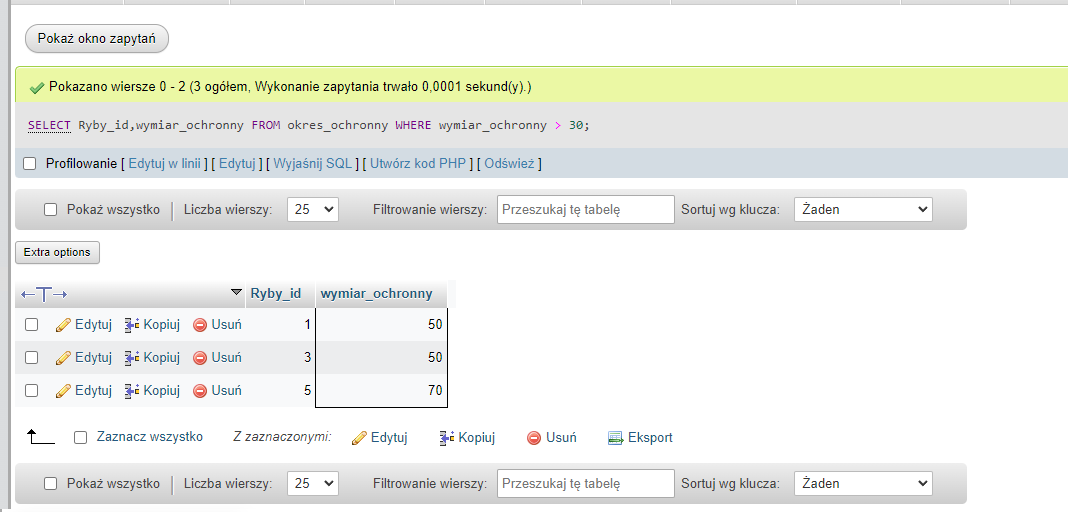 Pokaż okno zapytań
Pokazano wiersze 0 - 2 (3 ogółem, Wykonanie zapytania trwało 0,0001 sekund(y).)
SELECT Ryby_id,wymiar_ochronny FROM okres_ochronny WHERE wymiar_ochronny > 30;
Profilowanie [ Edytuj w linii ] [ Edytuj ] [ Wyjaśnij SQL ] [ Utwórz kod PHP ] [ Odśwież ]
Pokaż wszystko | Liczba wierszy: 25 Filtrowanie wierszy: Przeszukaj tę tabelę Sortuj wg klucza: Żaden
Extra options
←T→ Ryby_id wymiar_ochronny
Edytuj Kopiuj Usuń 1 50
Edytuj Kopiuj Usuń 3 50
Edytuj Kopiuj Usuń 5 70
Zaznacz wszystko Z zaznaczonymi: Edytuj Kopiuj Usuń Eksport
Pokaż wszystko | Liczba wierszy: 25 Filtrowanie wierszy: Przeszukaj tę tabelę Sortuj wg klucza: Żaden